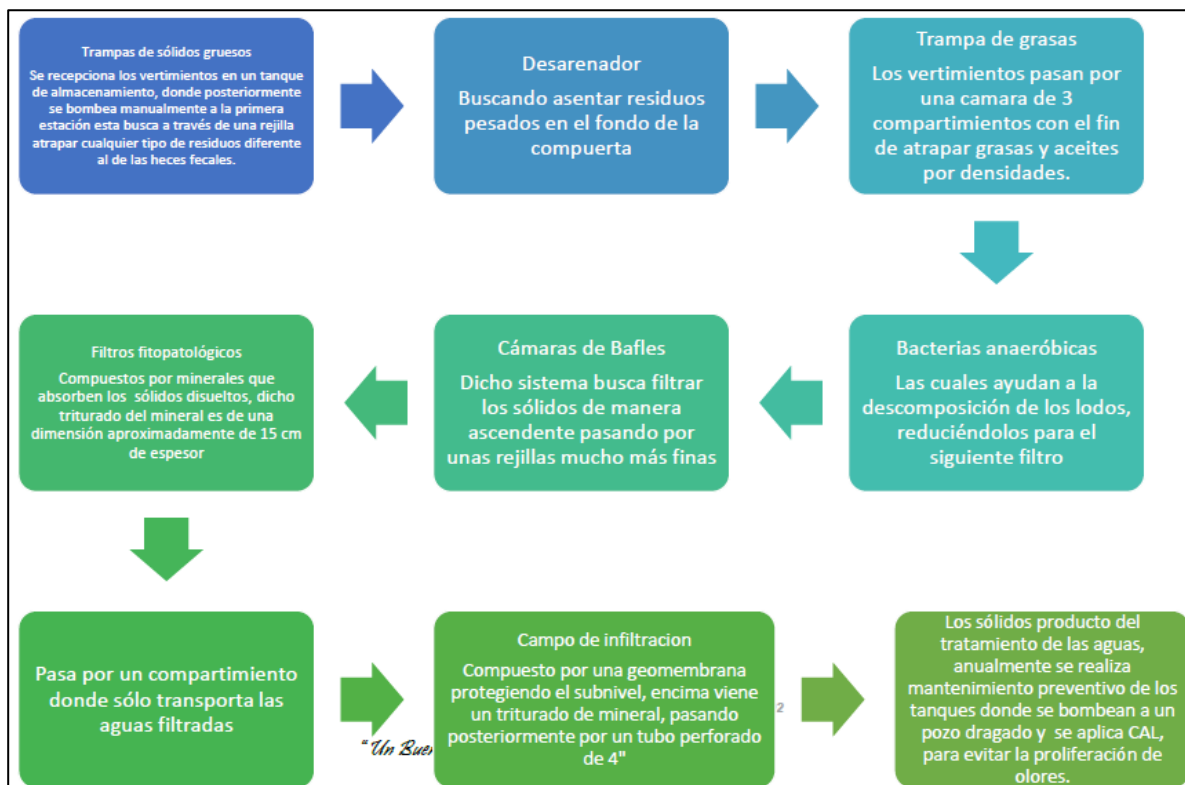 Trampas de sólidos gruesos
Se recepciona los vertimientos en un tanque
de almacenamiento, donde posteriormente
se bombea manualmente a la primera
estación esta busca a través de una rejilla
atrapar cualquier tipo de residuos diferente
al de las heces fecales.
Desarenador
Buscando asentar residuos
pesados en el fondo de la
compuerta
Trampa de grasas
Los vertimientos pasan por
una camara de 3
compartimientos con el fin
de atrapar grasas y aceites
por densidades.
Bacterias anaeróbicas
Las cuales ayudan a la
descomposición de los lodos,
reduciéndolos para el
siguiente filtro
Cámaras de Bafles
Dicho sistema busca filtrar
los sólidos de manera
ascendente pasando por
unas rejillas mucho más finas
Filtros fitopatológicos
Compuestos por minerales que
absorben los sólidos disueltos, dicho
triturado del mineral es de una
dimensión aproximadamente de 15 cm
de espesor
Pasa por un compartimiento
donde sólo transporta las
aguas filtradas
Campo de infiltracion
Compuesto por una geomembrana
protegiendo el subnivel, encima viene
un triturado de mineral, pasando
posteriormente por un tubo perforado
de 4"
"Un Buer
2
Los sólidos producto del
tratamiento de las aguas,
anualmente se realiza
mantenimiento preventivo de los
tanques donde se bombean a un
pozo dragado y se aplica CAL,
para evitar la proliferación de
olores.